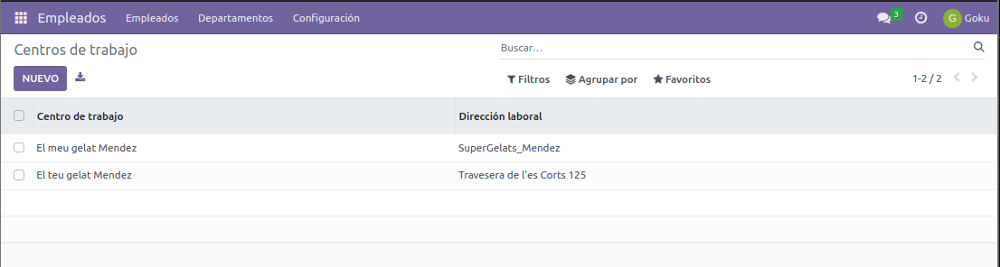 Empleados Empleados Departamentos Configuración 3 G Goku
Centros de trabajo Buscar...
NUEVO Filtros Agrupar por Favoritos 1-2 / 2
Centro de trabajo Dirección laboral
El meu gelat Mendez SuperGelats_Mendez
El teu gelat Mendez Travesera de l'es Corts 125